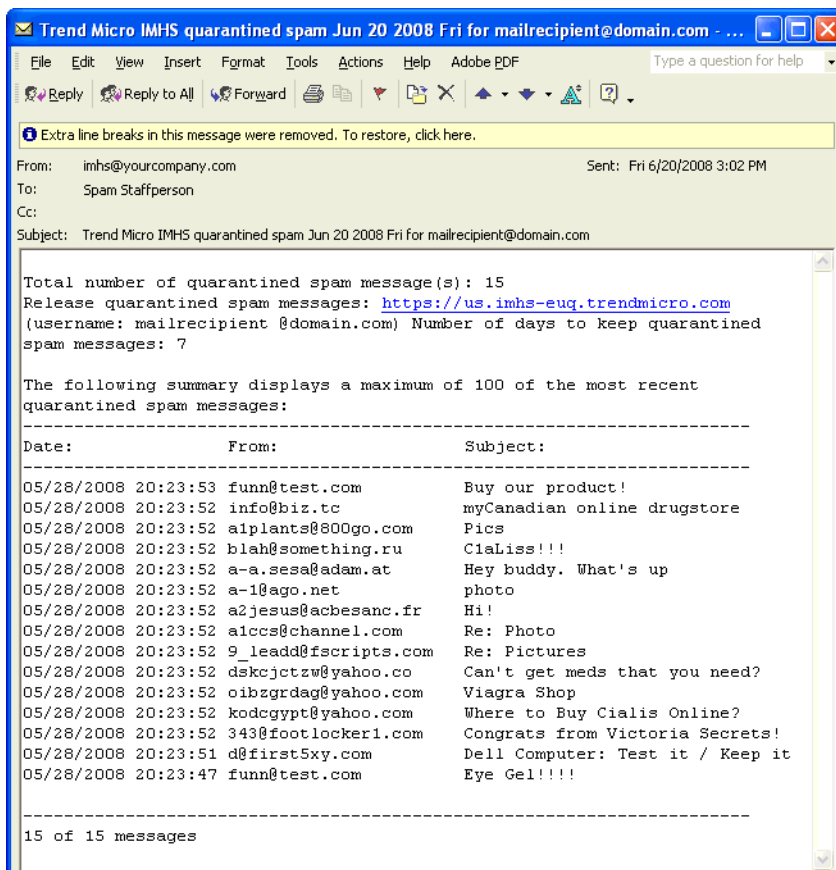 Trend Micro IMHS quarantined spam Jun 20 2008 Fri for mailrecipient@domain.com - ...
File Edit View Insert Format Tools Actions Help Adobe PDF Type a question for help
Reply Reply to All Forward
Extra line breaks in this message were removed. To restore, click here.
From: imhs@yourcompany.com Sent: Fri 6/20/2008 3:02 PM
To: Spam Staffperson
Cc:
Subject: Trend Micro IMHS quarantined spam Jun 20 2008 Fri for mailrecipient@domain.com
Total number of quarantined spam message(s): 15
Release quarantined spam messages: https://us.imhs-euq.trendmicro.com
(username: mailrecipient @domain.com) Number of days to keep quarantined
spam messages: 7
The following summary displays a maximum of 100 of the most recent
quarantined spam messages:
-----------------------------------------------------------------------
Date: From: Subject:
-----------------------------------------------------------------------
05/28/2008 20:23:53 funn@test.com Buy our product!
05/28/2008 20:23:52 info@biz.tc myCanadian online drugstore
05/28/2008 20:23:52 a1plants@800go.com Pics
05/28/2008 20:23:52 blah@something.ru C1aLiss!!!
05/28/2008 20:23:52 a-a.sesa@adam.at Hey buddy. What's up
05/28/2008 20:23:52 a-1@ago.net photo
05/28/2008 20:23:52 a2jesus@acbesanc.fr Hi!
05/28/2008 20:23:52 a1ccs@channel.com Re: Photo
05/28/2008 20:23:52 9_leadd@fscripts.com Re: Pictures
05/28/2008 20:23:52 dskcjctzw@yahoo.co Can't get meds that you need?
05/28/2008 20:23:52 oibzgrdag@yahoo.com Viagra Shop
05/28/2008 20:23:52 kodcgypt@yahoo.com Where to Buy Cialis Online?
05/28/2008 20:23:52 343@footlocker1.com Congrats from Victoria Secrets!
05/28/2008 20:23:51 d@first5xy.com Dell Computer: Test it / Keep it
05/28/2008 20:23:47 funn@test.com Eye Gel!!!!
-----------------------------------------------------------------------
15 of 15 messages